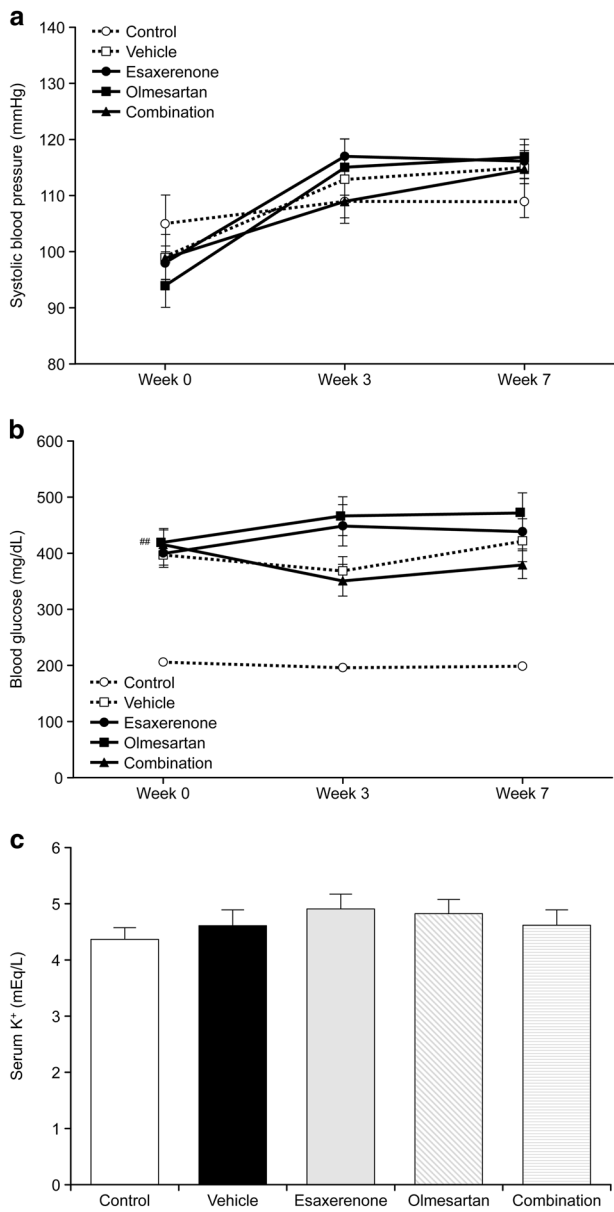 a
Systolic blood pressure (mmHg)
140
130
120
110
100
90
80
Control
Vehicle
Esaxerenone
Olmesartan
Combination
Week 0 Week 3 Week 7
b
Blood glucose (mg/dL)
600
500
400
300
200
100
0
##
Control
Vehicle
Esaxerenone
Olmesartan
Combination
Week 0 Week 3 Week 7
c
Serum K⁺ (mEq/L)
6
5
4
3
2
1
0
Control Vehicle Esaxerenone Olmesartan Combination